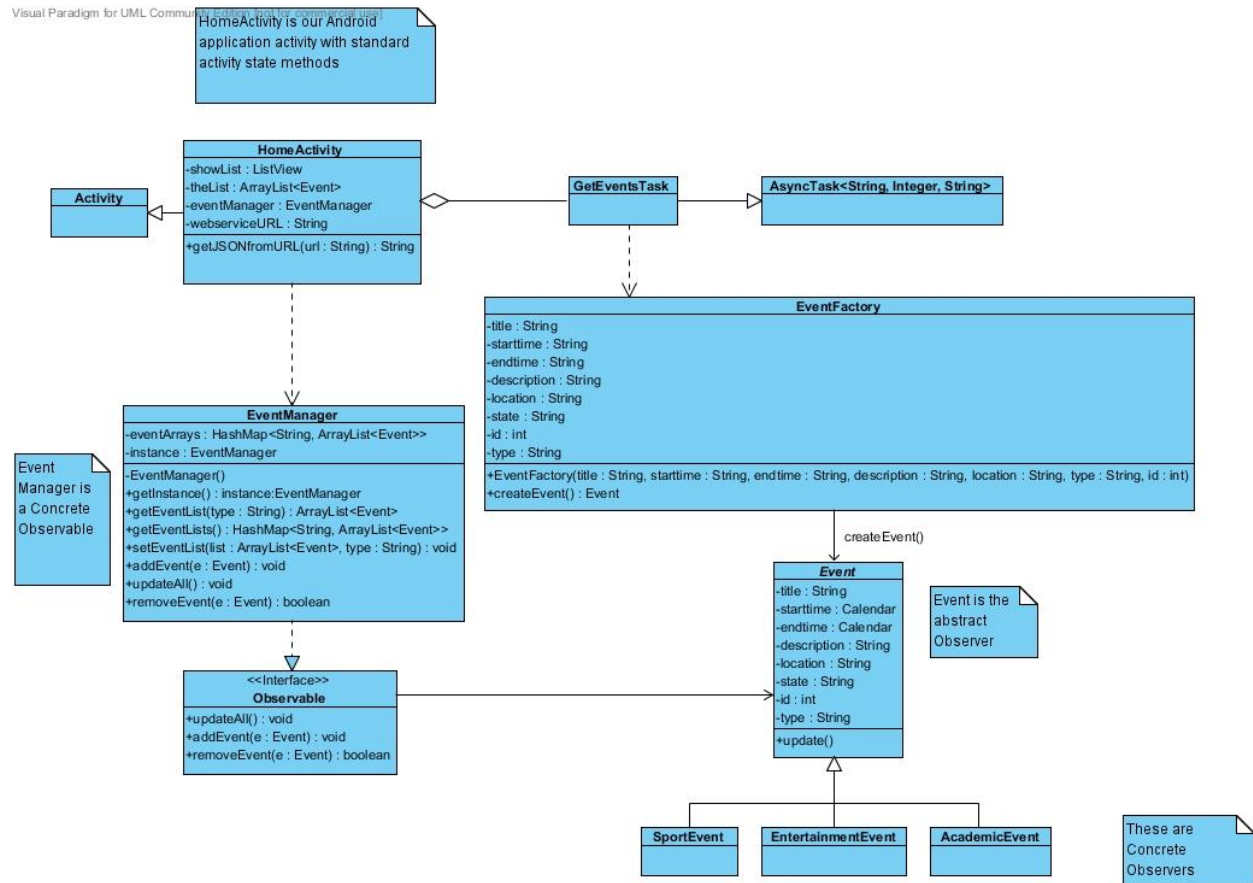 Visual Paradigm for UML Community Edition [not for commercial use]
HomeActivity is our Android
application activity with standard
activity state methods
HomeActivity
-showList : ListView
-theList : ArrayList<Event>
-eventManager : EventManager
-webserviceURL : String
+getJSONfromURL(url : String) : String
Activity
GetEventsTask
AsyncTask<String, Integer, String>
EventFactory
-title : String
-starttime : String
-endtime : String
-description : String
-location : String
-state : String
-id : int
-type : String
+EventFactory(title : String, starttime : String, endtime : String, description : String, location : String, type : String, id : int)
+createEvent() : Event
EventManager
-eventArrays : HashMap<String, ArrayList<Event>>
-instance : EventManager
-EventManager()
+getInstance() : instance:EventManager
+getEventList(type : String) : ArrayList<Event>
+getEventLists() : HashMap<String, ArrayList<Event>>
+setEventList(list : ArrayList<Event>, type : String) : void
+addEvent(e : Event) : void
+updateAll() : void
+removeEvent(e : Event) : boolean
Event
Manager is
a Concrete
Observable
createEvent()
Event
-title : String
-starttime : Calendar
-endtime : Calendar
-description : String
-location : String
-state : String
-id : int
-type : String
+update()
Event is the
abstract
Observer
<<Interface>>
Observable
+updateAll() : void
+addEvent(e : Event) : void
+removeEvent(e : Event) : boolean
SportEvent
EntertainmentEvent
AcademicEvent
These are
Concrete
Observers